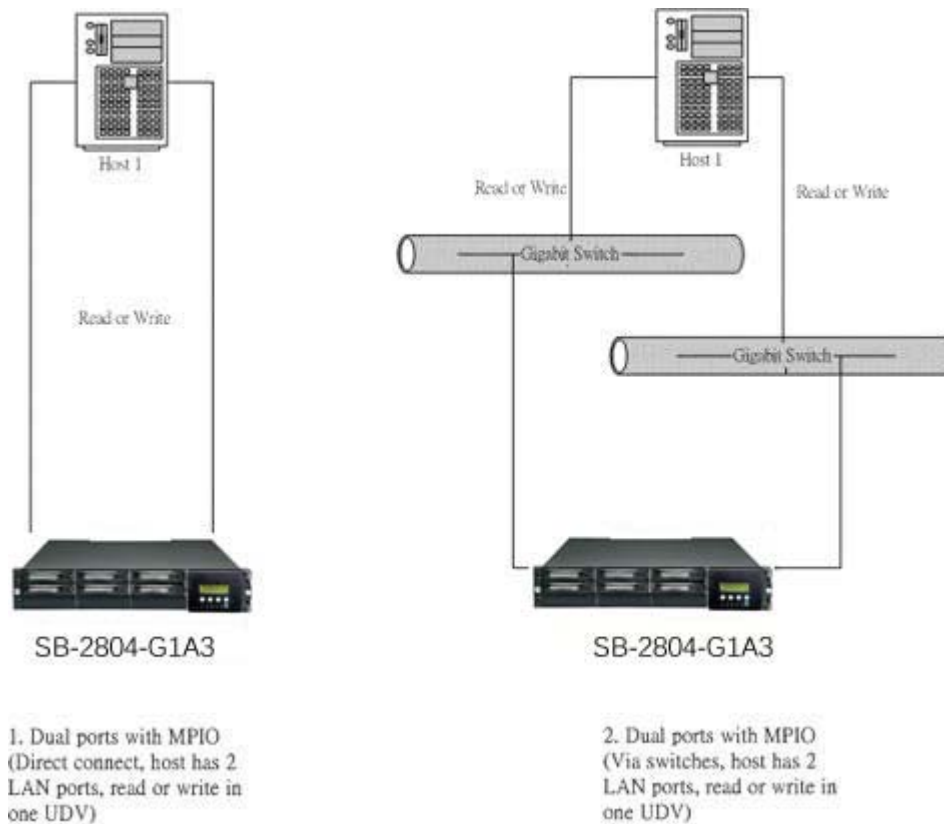 Host 1
Read or Write
SB-2804-G1A3
1. Dual ports with MPIO
(Direct connect, host has 2
LAN ports, read or write in
one UDV)
Host 1
Read or Write
Read or Write
Gigabit Switch
Gigabit Switch
SB-2804-G1A3
2. Dual ports with MPIO
(Via switches, host has 2
LAN ports, read or write in
one UDV)